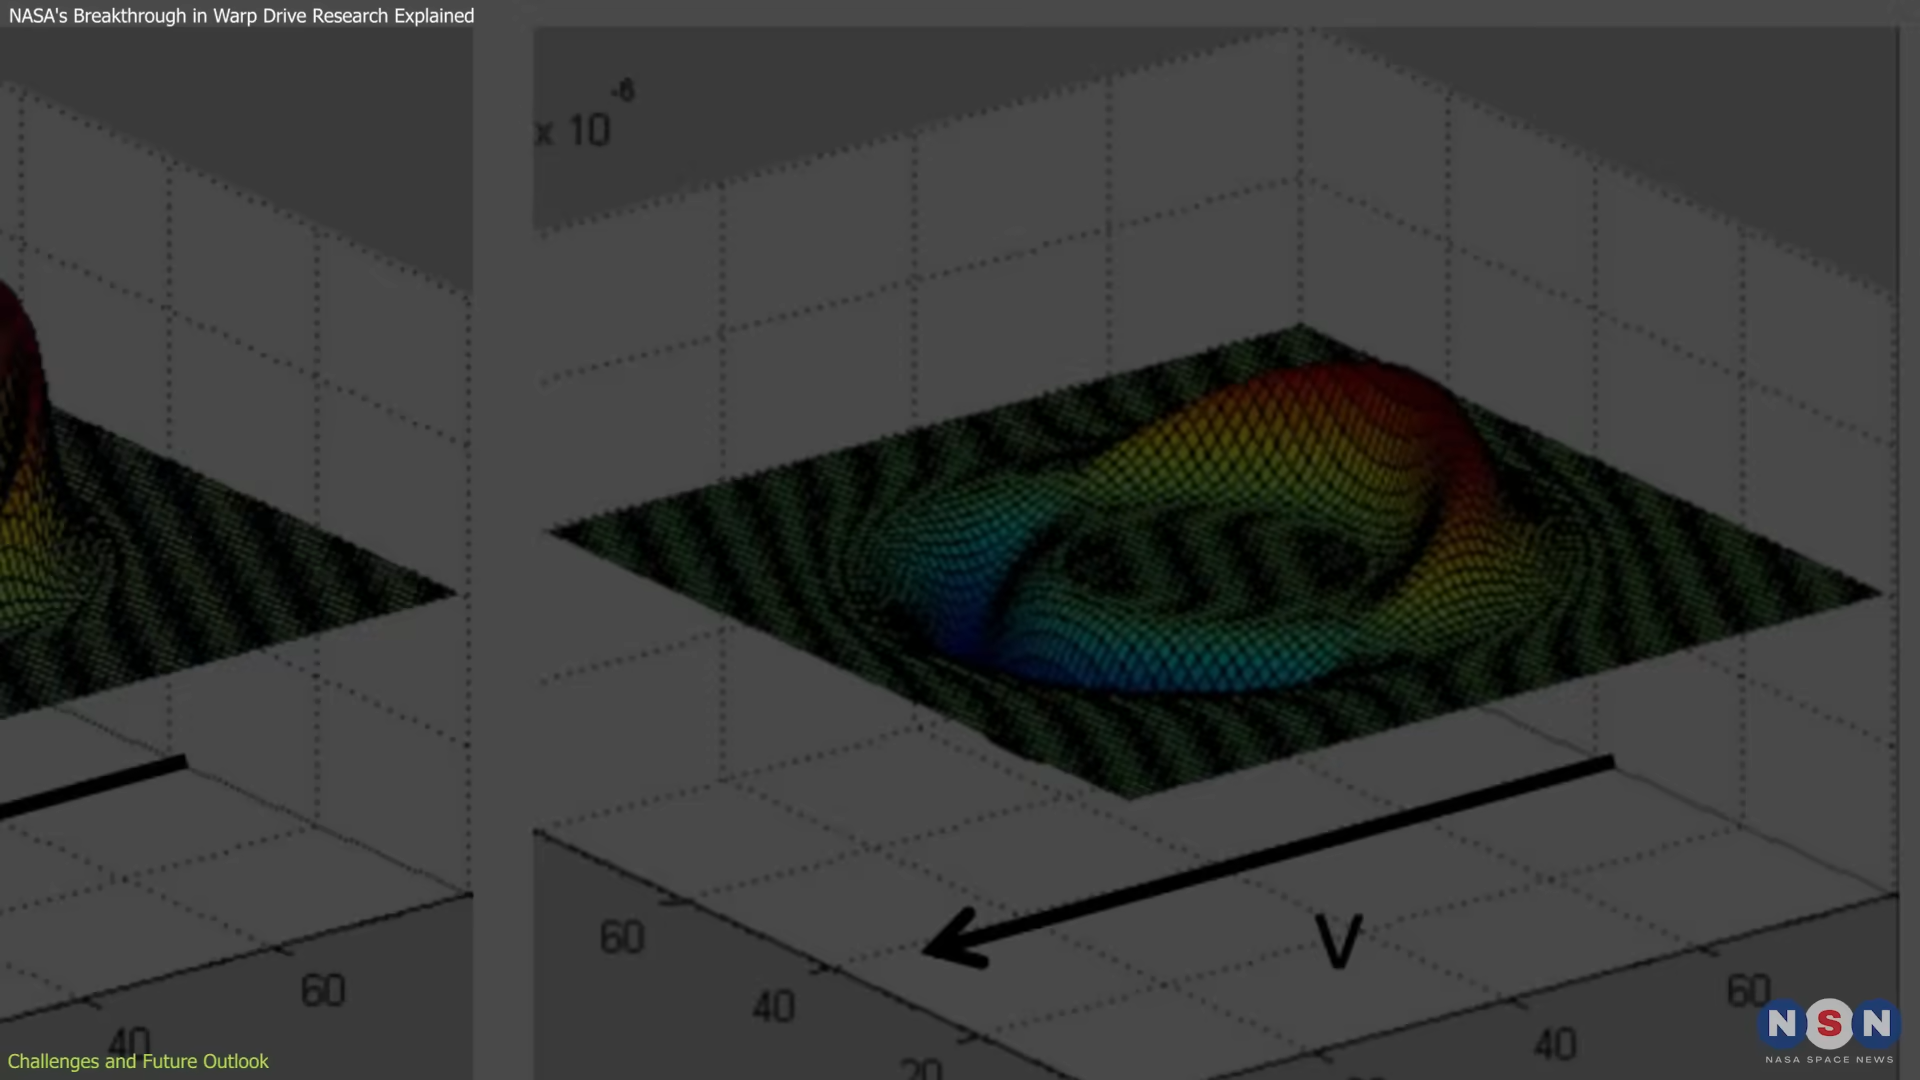 NASA's Breakthrough in Warp Drive Research Explained
-6
x 10
60
40
20
V
60
40
60
40
Challenges and Future Outlook
NSN
NASA SPACE NEWS